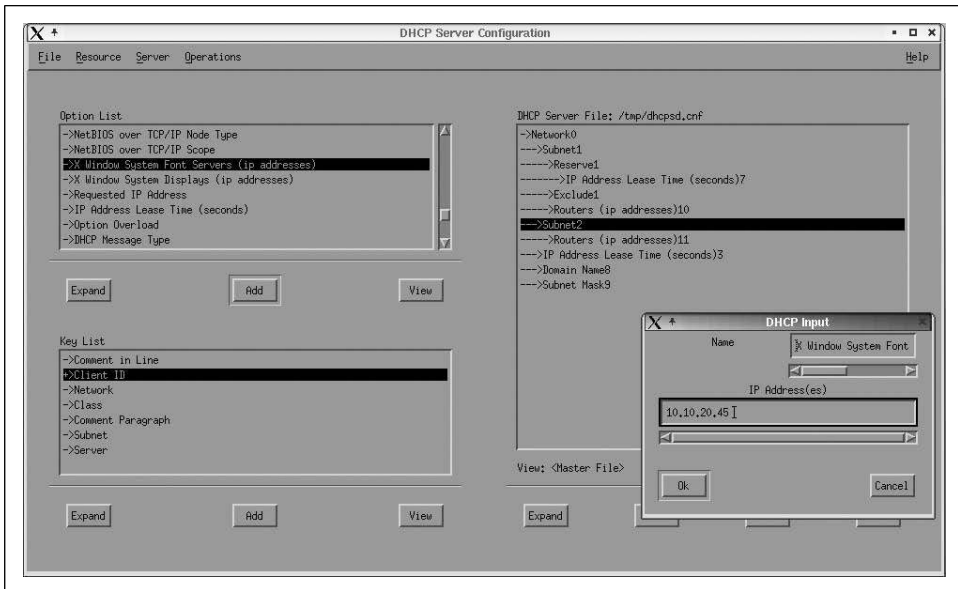 DHCP Server Configuration
File Resource Server Operations Help
Option List
->NetBIOS over TCP/IP Node Type
->NetBIOS over TCP/IP Scope
->X Window System Font Servers (ip addresses)
->X Window System Displays (ip addresses)
->Requested IP Address
->IP Address Lease Time (seconds)
->Option Overload
->DHCP Message Type
Expand Add View
Key List
->Comment in Line
+>Client ID
->Network
->Class
->Comment Paragraph
->Subnet
->Server
Expand Add View
DHCP Server File: /tmp/dhcpsd.cnf
->Network0
--->Subnet1
----->Reserve1
------->IP Address Lease Time (seconds)7
----->Exclude1
----->Routers (ip addresses)10
--->Subnet2
----->Routers (ip addresses)11
--->IP Address Lease Time (seconds)3
--->Domain Name8
--->Subnet Mask9
View: <Master File>
Expand
DHCP Input
Name
X Window System Font
IP Address(es)
10.10.20.45
Ok Cancel